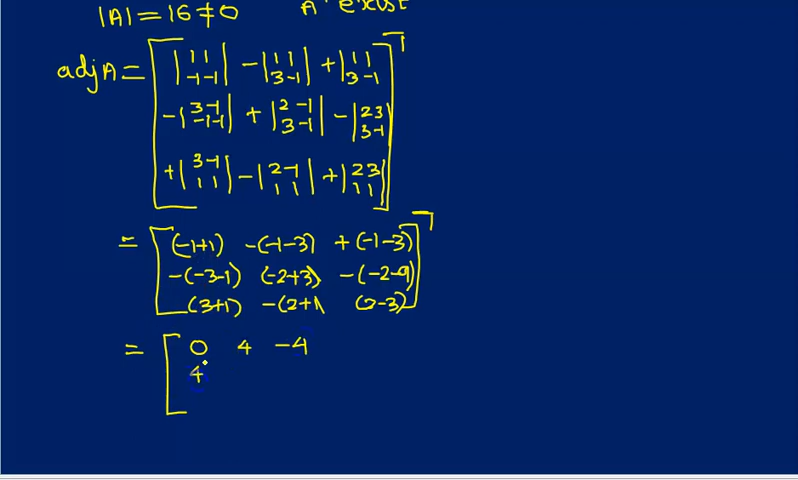 |A| = 16 ≠ 0 A exist
adjA = [ |1 1| - |1 1| + |1 1| ]T
|-1 -1| |3 -1| |3 -1|
-|3 -1| + |2 -1| - |2 3|
|-1 -1| |3 -1| |3 -1|
+|3 -1| - |2 -1| + |2 3|
|1 1| |1 1| |1 1|
= [ (-1+1) -(-1-3) +(-1-3) ]T
-(-3-1) (-2+3) -(-2-9)
(3+1) -(2+1) (2-3)
= [ 0 4 -4
4